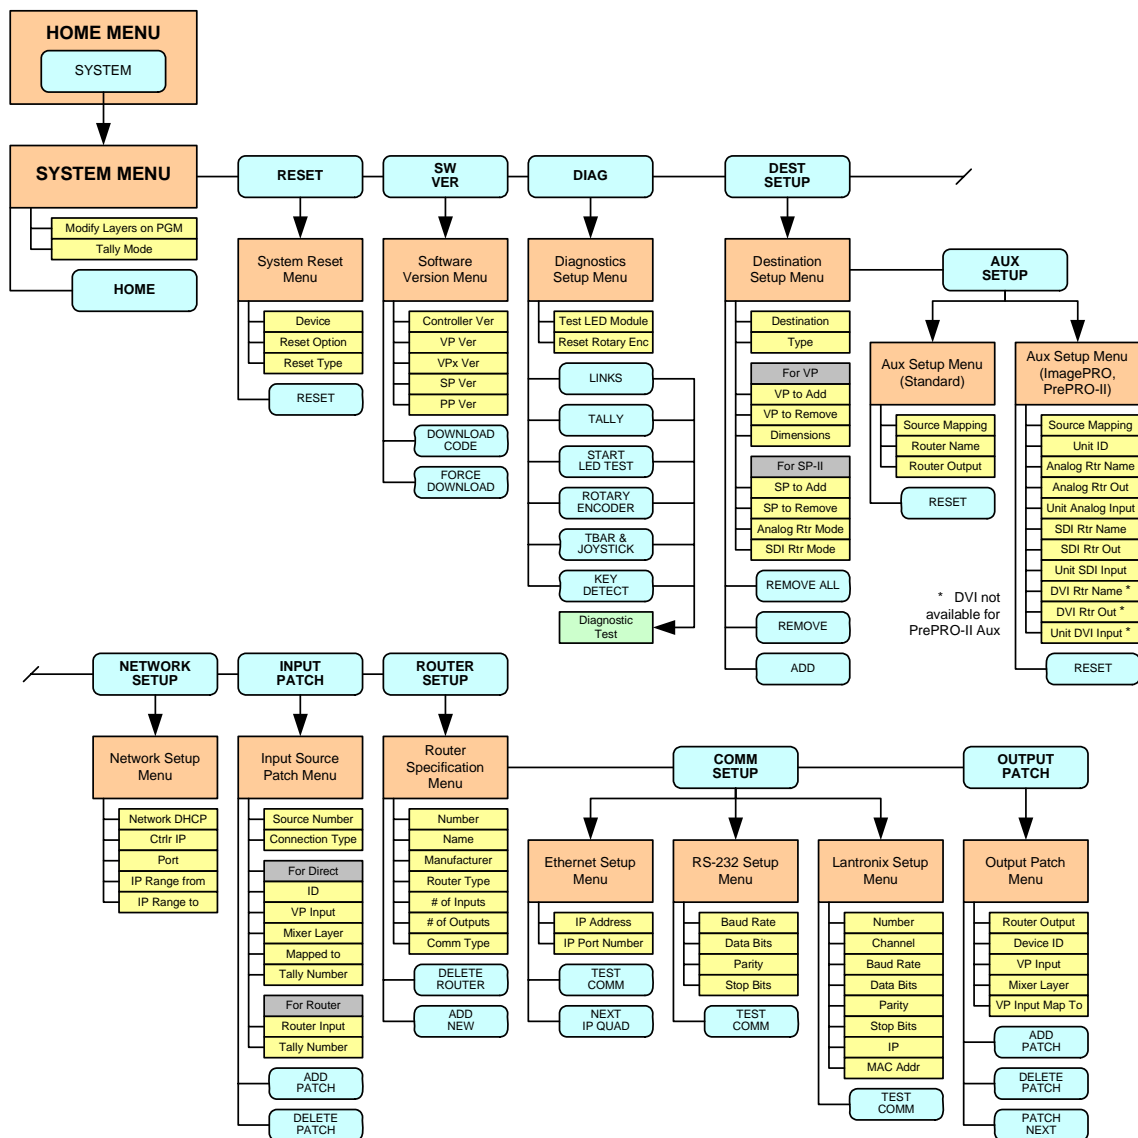 HOME MENU
SYSTEM
SYSTEM MENU
Modify Layers on PGM
Tally Mode
HOME
RESET
System Reset
Menu
Device
Reset Option
Reset Type
RESET
SW
VER
Software
Version Menu
Controller Ver
VP Ver
VPx Ver
SP Ver
PP Ver
DOWNLOAD
CODE
FORCE
DOWNLOAD
DIAG
Diagnostics
Setup Menu
Test LED Module
Reset Rotary Enc
LINKS
TALLY
START
LED TEST
ROTARY
ENCODER
TBAR &
JOYSTICK
KEY
DETECT
Diagnostic
Test
DEST
SETUP
Destination
Setup Menu
Destination
Type
For VP
VP to Add
VP to Remove
Dimensions
For SP-II
SP to Add
SP to Remove
Analog Rtr Mode
SDI Rtr Mode
REMOVE ALL
REMOVE
ADD
AUX
SETUP
Aux Setup Menu
(Standard)
Source Mapping
Router Name
Router Output
RESET
* DVI not
available for
PrePRO-II Aux
Aux Setup Menu
(ImagePRO,
PrePRO-II)
Source Mapping
Unit ID
Analog Rtr Name
Analog Rtr Out
Unit Analog Input
SDI Rtr Name
SDI Rtr Out
Unit SDI Input
DVI Rtr Name *
DVI Rtr Out *
Unit DVI Input *
RESET
NETWORK
SETUP
Network Setup
Menu
Network DHCP
Ctrlr IP
Port
IP Range from
IP Range to
INPUT
PATCH
Input Source
Patch Menu
Source Number
Connection Type
For Direct
ID
VP Input
Mixer Layer
Mapped to
Tally Number
For Router
Router Input
Tally Number
ADD
PATCH
DELETE
PATCH
ROUTER
SETUP
Router
Specification
Menu
Number
Name
Manufacturer
Router Type
# of Inputs
# of Outputs
Comm Type
DELETE
ROUTER
ADD
NEW
COMM
SETUP
Ethernet Setup
Menu
IP Address
IP Port Number
TEST
COMM
NEXT
IP QUAD
RS-232 Setup
Menu
Baud Rate
Data Bits
Parity
Stop Bits
TEST
COMM
Lantronix Setup
Menu
Number
Channel
Baud Rate
Data Bits
Parity
Stop Bits
IP
MAC Addr
TEST
COMM
OUTPUT
PATCH
Output Patch
Menu
Router Output
Device ID
VP Input
Mixer Layer
VP Input Map To
ADD
PATCH
DELETE
PATCH
PATCH
NEXT